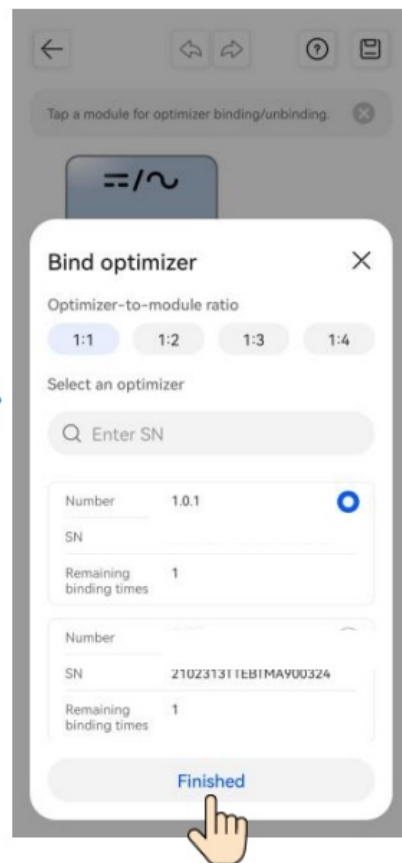 Tap a module for optimizer binding/unbinding.
Bind optimizer
Optimizer-to-module ratio
1:1 1:2 1:3 1:4
Select an optimizer
Enter SN
Number 1.0.1
SN
Remaining binding times 1
Number
SN 2102313TTEBTMA900324
Remaining binding times 1
Finished